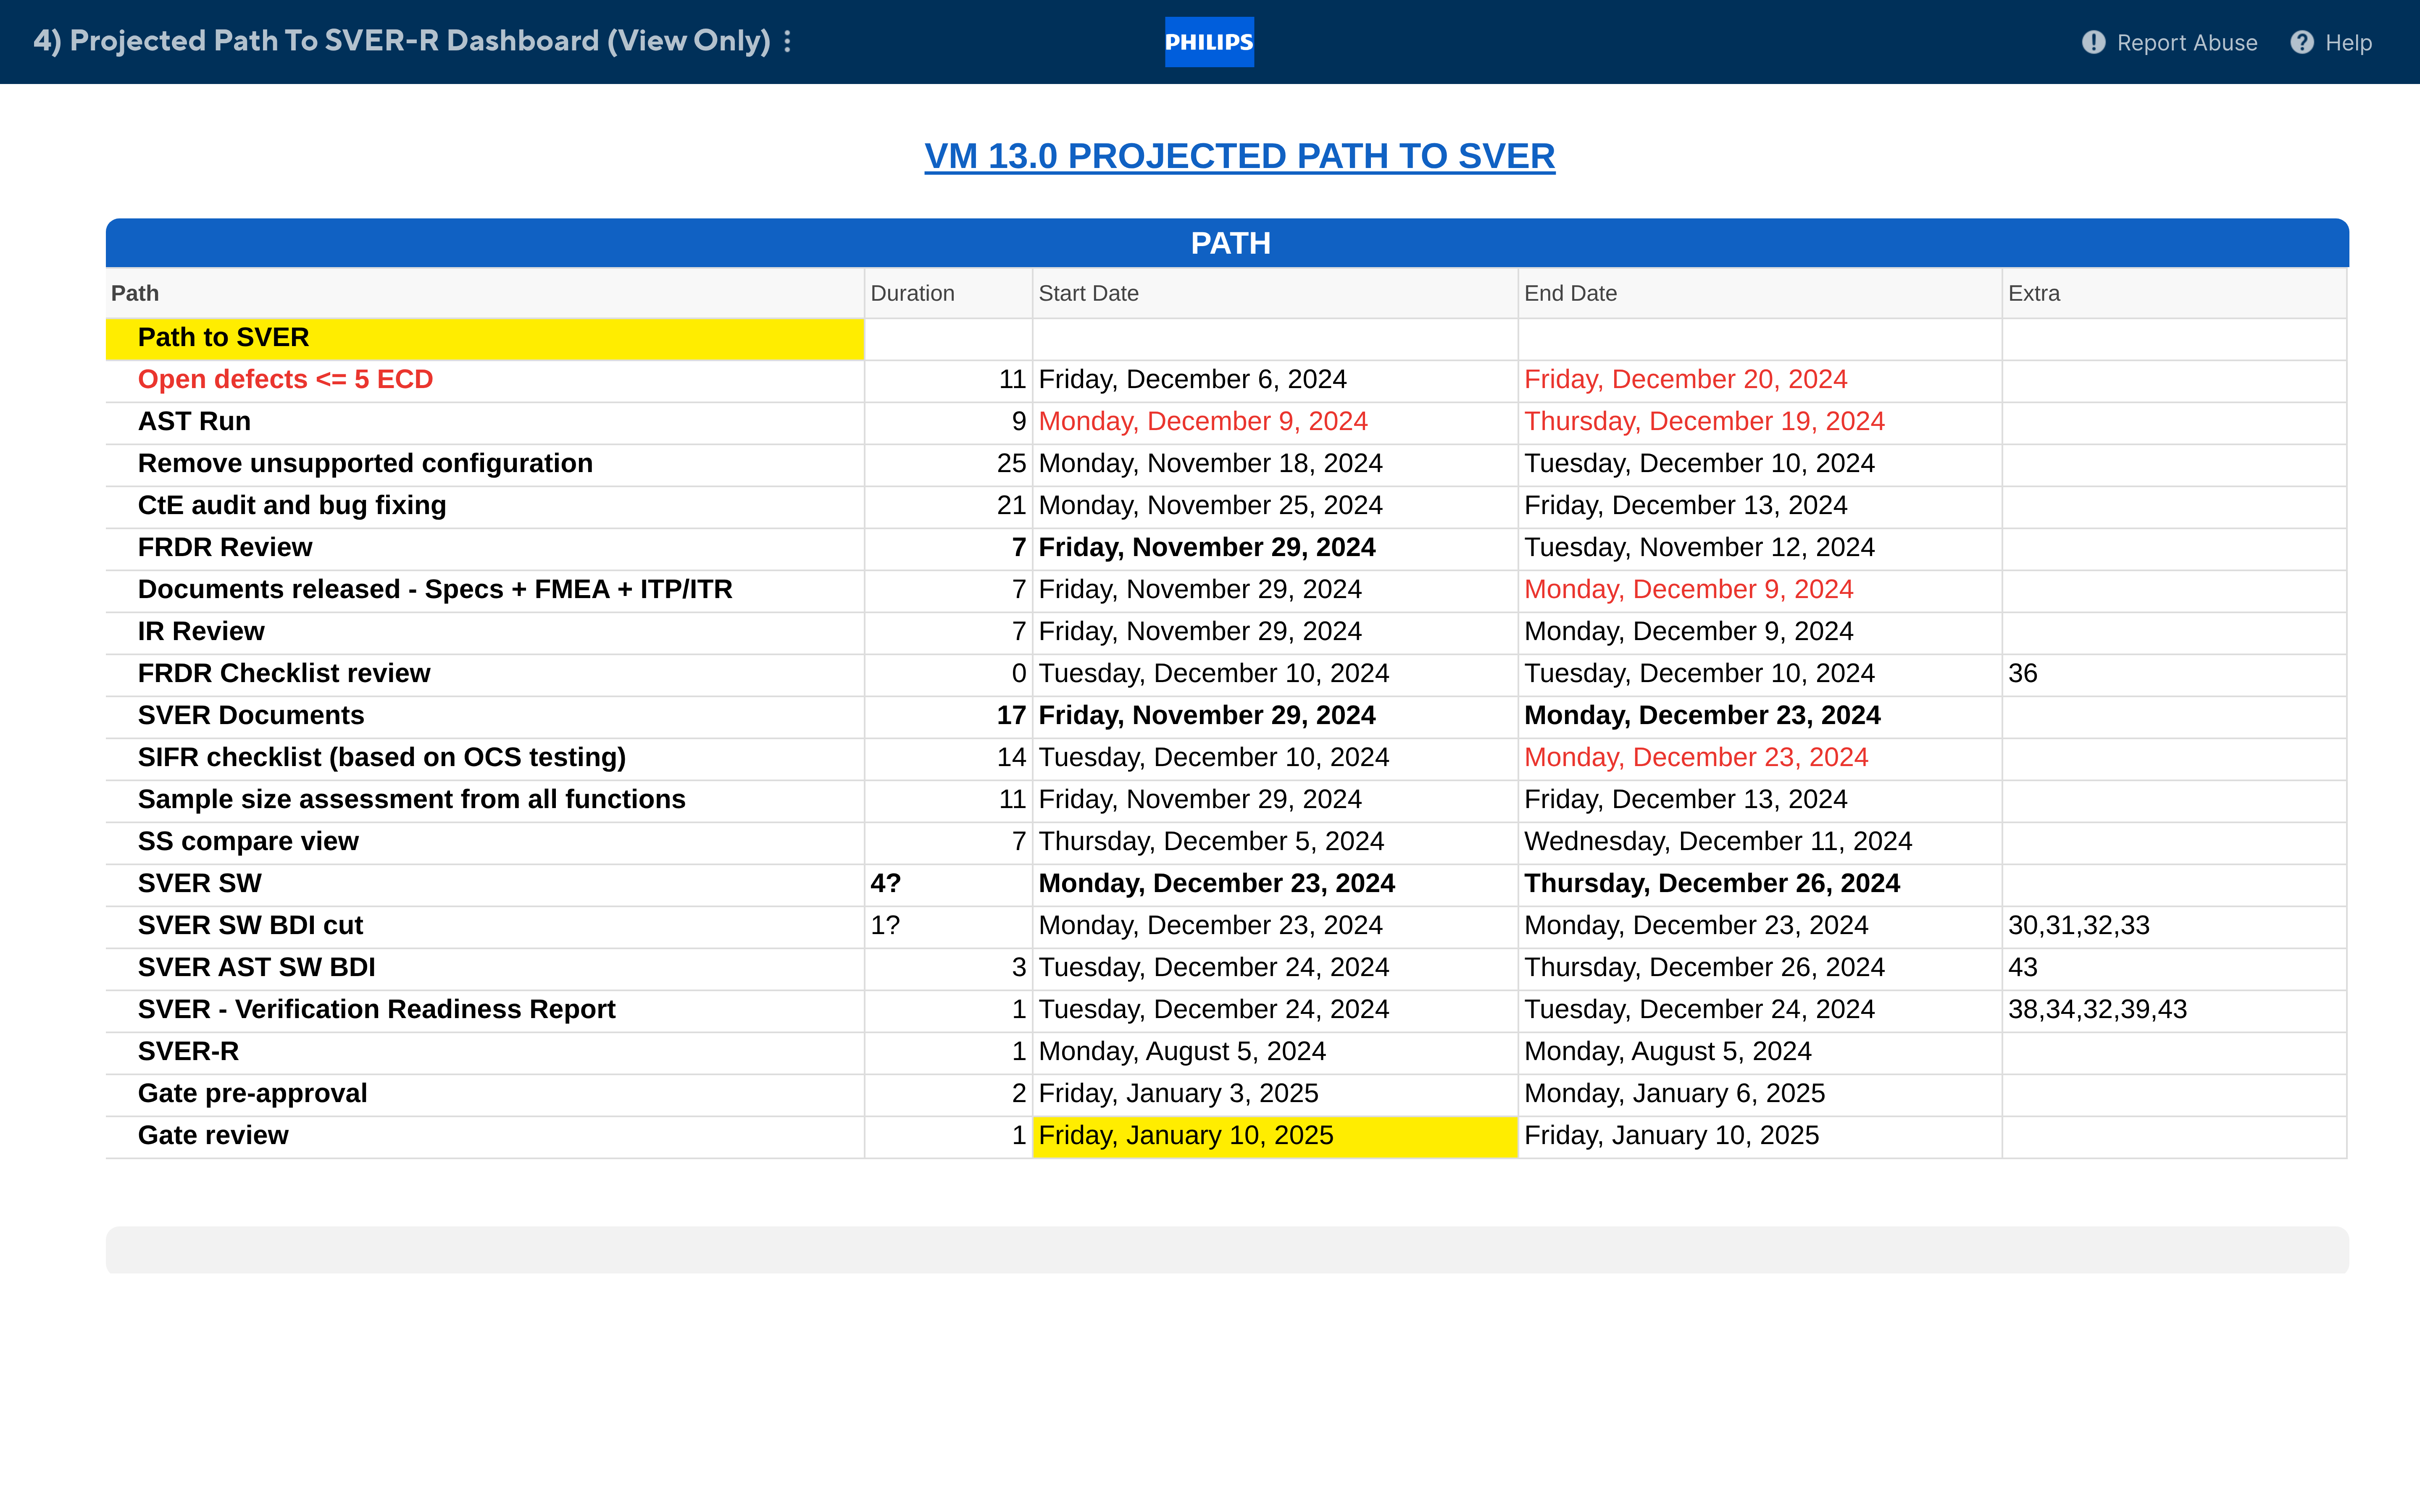 4) Projected Path To SVER-R Dashboard (View Only)
PHILIPS
Report Abuse
Help
VM 13.0 PROJECTED PATH TO SVER
PATH
Path Duration Start Date End Date Extra
Path to SVER
Open defects <= 5 ECD 11 Friday, December 6, 2024 Friday, December 20, 2024
AST Run 9 Monday, December 9, 2024 Thursday, December 19, 2024
Remove unsupported configuration 25 Monday, November 18, 2024 Tuesday, December 10, 2024
CtE audit and bug fixing 21 Monday, November 25, 2024 Friday, December 13, 2024
FRDR Review 7 Friday, November 29, 2024 Tuesday, November 12, 2024
Documents released - Specs + FMEA + ITP/ITR 7 Friday, November 29, 2024 Monday, December 9, 2024
IR Review 7 Friday, November 29, 2024 Monday, December 9, 2024
FRDR Checklist review 0 Tuesday, December 10, 2024 Tuesday, December 10, 2024 36
SVER Documents 17 Friday, November 29, 2024 Monday, December 23, 2024
SIFR checklist (based on OCS testing) 14 Tuesday, December 10, 2024 Monday, December 23, 2024
Sample size assessment from all functions 11 Friday, November 29, 2024 Friday, December 13, 2024
SS compare view 7 Thursday, December 5, 2024 Wednesday, December 11, 2024
SVER SW 4? Monday, December 23, 2024 Thursday, December 26, 2024
SVER SW BDI cut 1? Monday, December 23, 2024 Monday, December 23, 2024 30,31,32,33
SVER AST SW BDI 3 Tuesday, December 24, 2024 Thursday, December 26, 2024 43
SVER - Verification Readiness Report 1 Tuesday, December 24, 2024 Tuesday, December 24, 2024 38,34,32,39,43
SVER-R 1 Monday, August 5, 2024 Monday, August 5, 2024
Gate pre-approval 2 Friday, January 3, 2025 Monday, January 6, 2025
Gate review 1 Friday, January 10, 2025 Friday, January 10, 2025